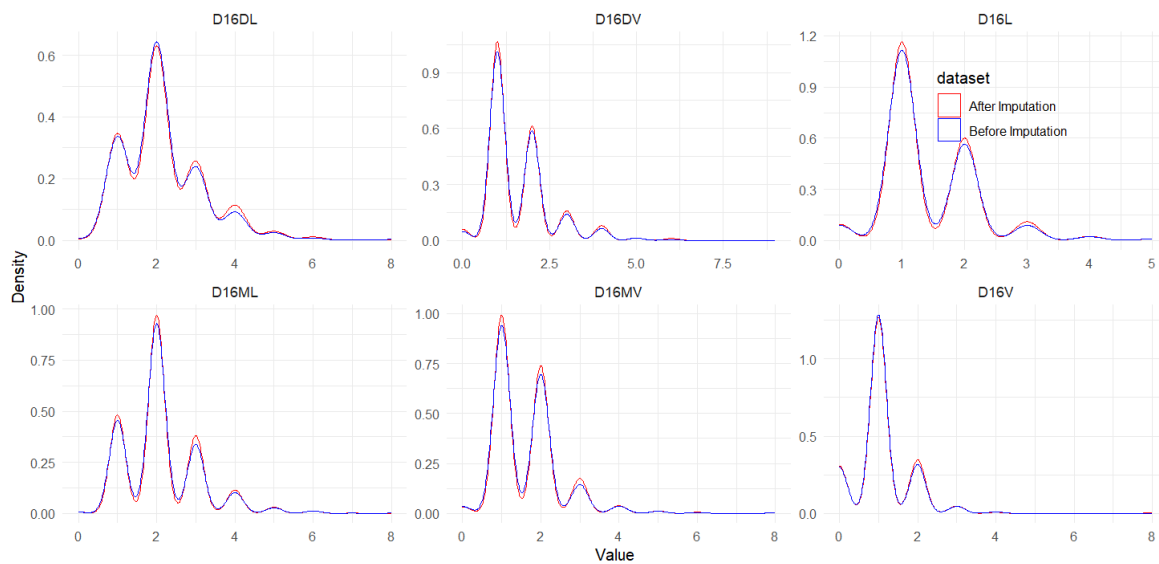 D16DL D16DV D16L
0.6
0.4
0.2
0.0
0 2 4 6 8
0.9
0.6
0.3
0.0
0.0 2.5 5.0 7.5
1.2
0.9
0.6
0.3
0.0
0 1 2 3 4 5
dataset
After Imputation
Before Imputation
Density
D16ML D16MV D16V
1.00
0.75
0.50
0.25
0.00
0 2 4 6 8
1.00
0.75
0.50
0.25
0.00
0 2 4 6 8
1.0
0.5
0.0
0 2 4 6 8
Value